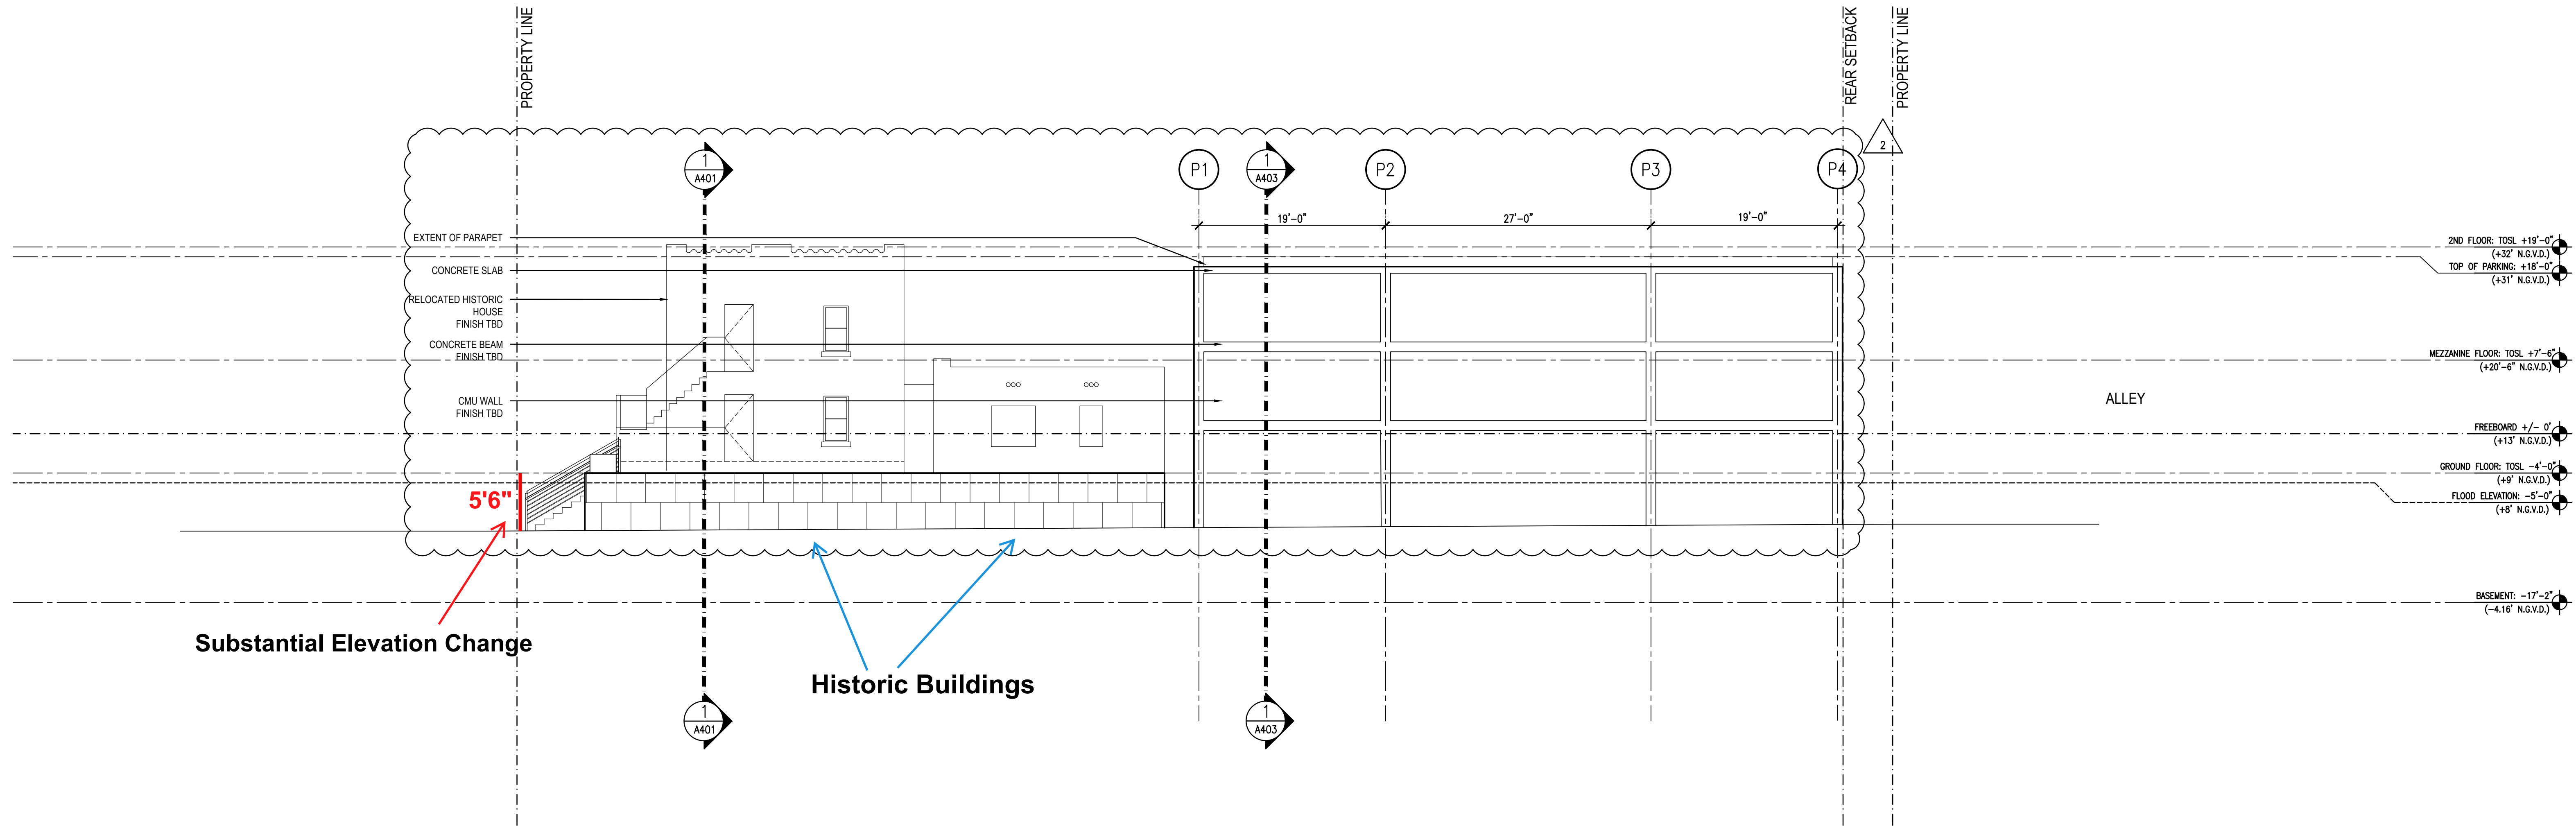 PROPERTY LINE
REAR SETBACK
PROPERTY LINE
2
1
A401
P1
1
A403
P2
P3
P4
19'-0"
27'-0"
19'-0"
EXTENT OF PARAPET
CONCRETE SLAB
RELOCATED HISTORIC
HOUSE
FINISH TBD
CONCRETE BEAM
FINISH TBD
CMU WALL
FINISH TBD
2ND FLOOR: TOSL +19'-0"
(+32' N.G.V.D.)
TOP OF PARKING: +18'-0"
(+31' N.G.V.D.)
MEZZANINE FLOOR: TOSL +7'-6"
(+20'-6" N.G.V.D.)
ALLEY
FREEBOARD +/- 0'
(+13' N.G.V.D.)
GROUND FLOOR: TOSL -4'-0"
(+9' N.G.V.D.)
FLOOD ELEVATION: -5'-0"
(+8' N.G.V.D.)
5'6"
BASEMENT: -17'-2"
(-4.16' N.G.V.D.)
Substantial Elevation Change
Historic Buildings
1
A401
1
A403